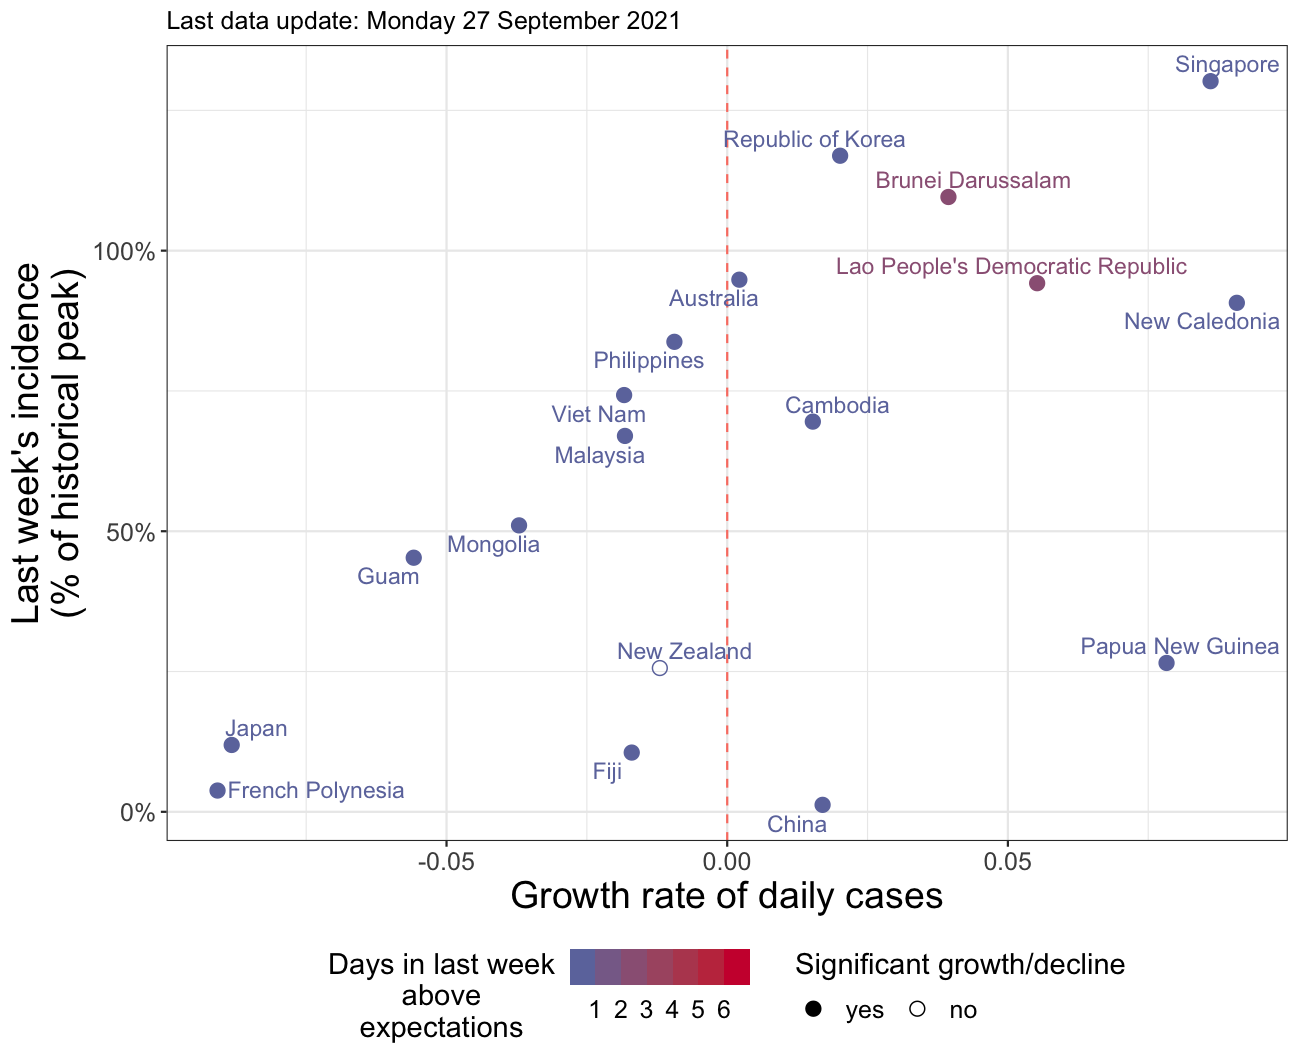 Last data update: Monday 27 September 2021
Singapore
Republic of Korea
Brunei Darussalam
100%
Lao People's Democratic Republic
Australia
New Caledonia
Philippines
Viet Nam
Cambodia
Malaysia
Last week's incidence
(% of historical peak)
50%
Mongolia
Guam
New Zealand
Papua New Guinea
Japan
Fiji
French Polynesia
0%
China
-0.05 0.00 0.05
Growth rate of daily cases
Days in last week
above
expectations
1 2 3 4 5 6
Significant growth/decline
yes no